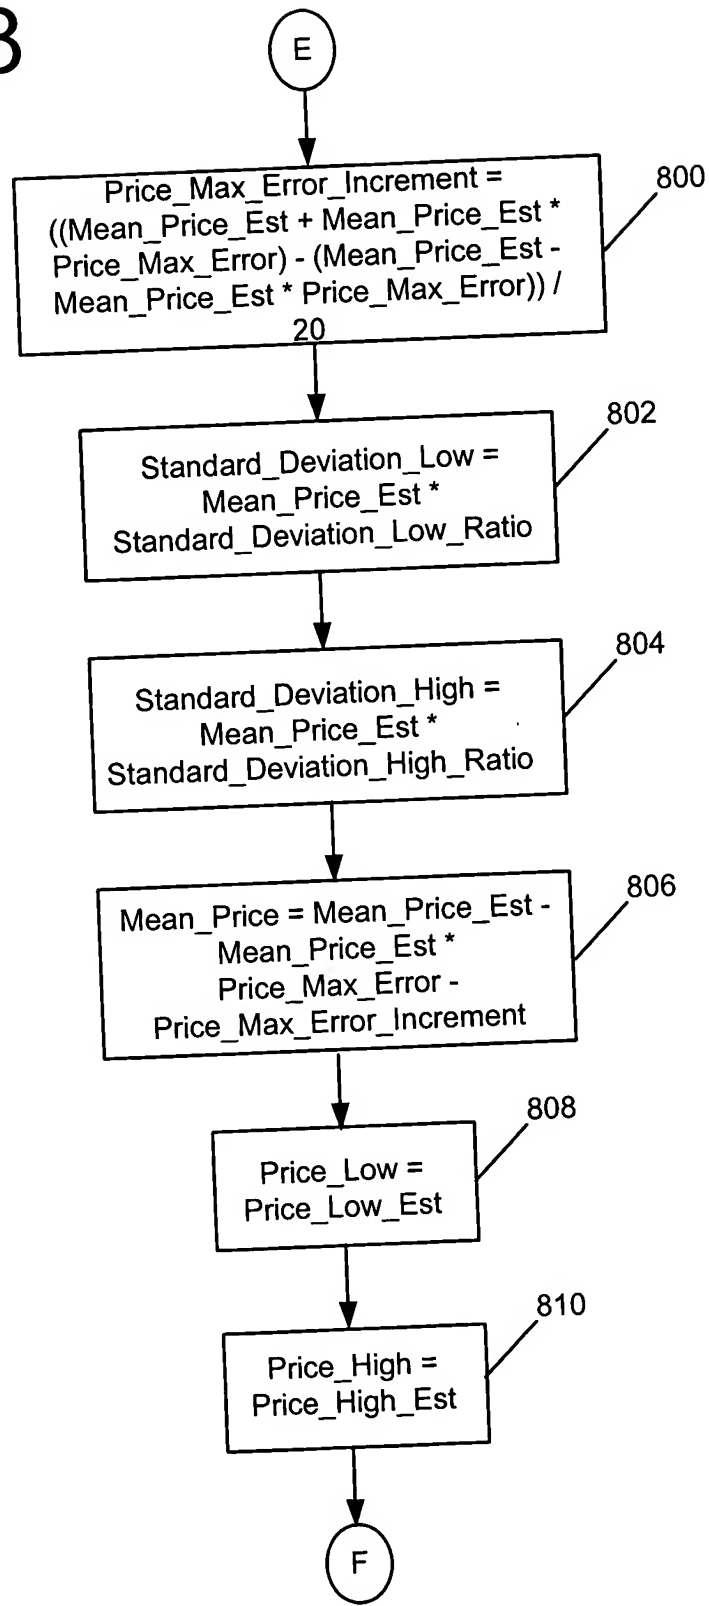 E
Price_Max_Error_Increment =
((Mean_Price_Est + Mean_Price_Est *
Price_Max_Error) - (Mean_Price_Est -
Mean_Price_Est * Price_Max_Error)) /
20
800
Standard_Deviation_Low =
Mean_Price_Est *
Standard_Deviation_Low_Ratio
802
Standard_Deviation_High =
Mean_Price_Est *
Standard_Deviation_High_Ratio
804
Mean_Price = Mean_Price_Est -
Mean_Price_Est *
Price_Max_Error -
Price_Max_Error_Increment
806
Price_Low =
Price_Low_Est
808
Price_High =
Price_High_Est
810
F